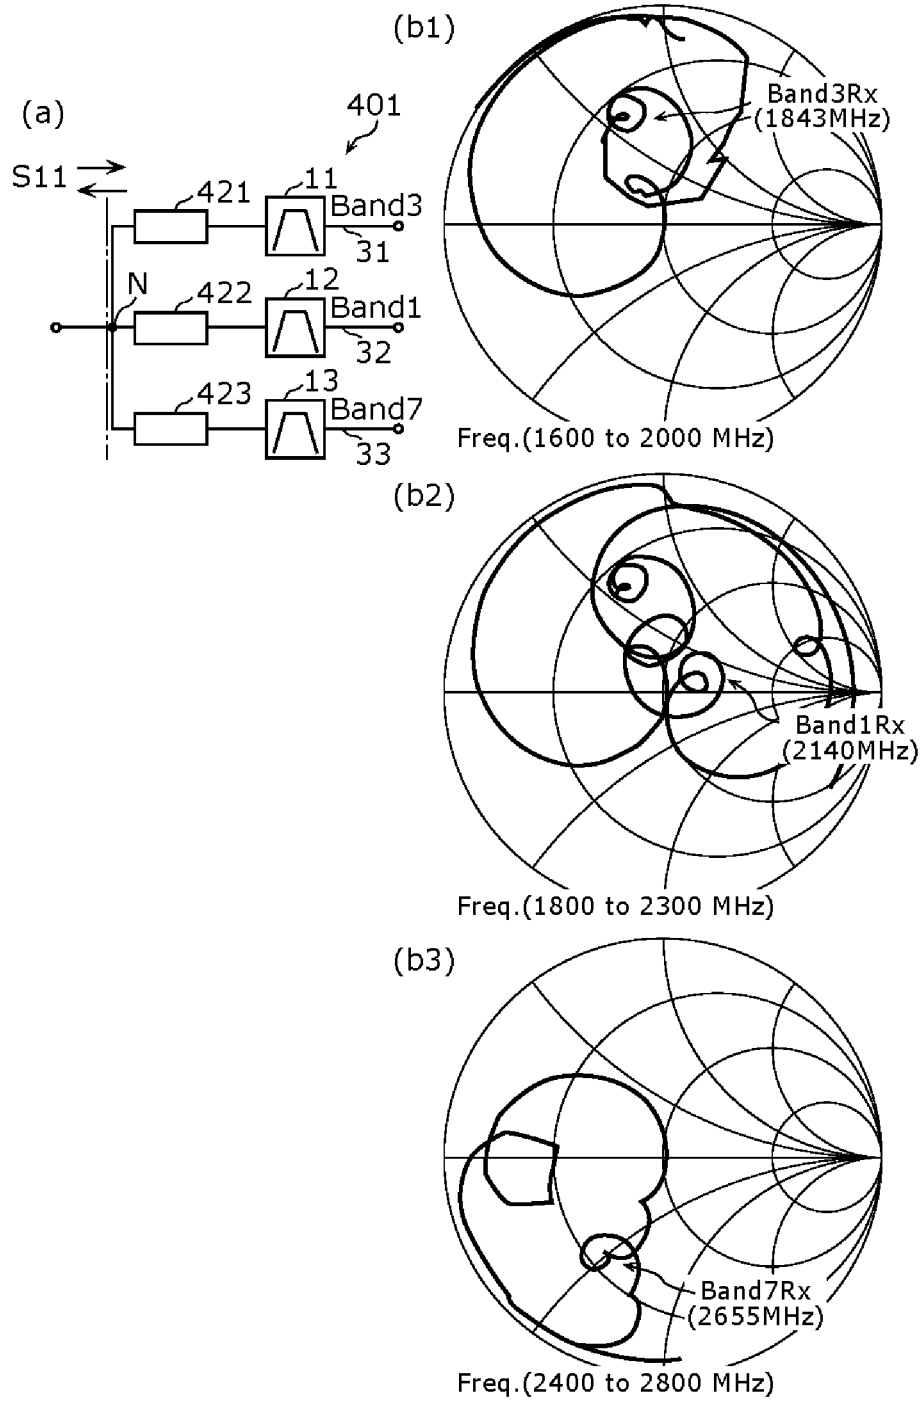 (a)
401
S11
421
11
Band3
31
N
422
12
Band1
32
423
13
Band7
33
(b1)
Band3Rx
(1843MHz)
Freq.(1600 to 2000 MHz)
(b2)
Band1Rx
(2140MHz)
Freq.(1800 to 2300 MHz)
(b3)
Band7Rx
(2655MHz)
Freq.(2400 to 2800 MHz)